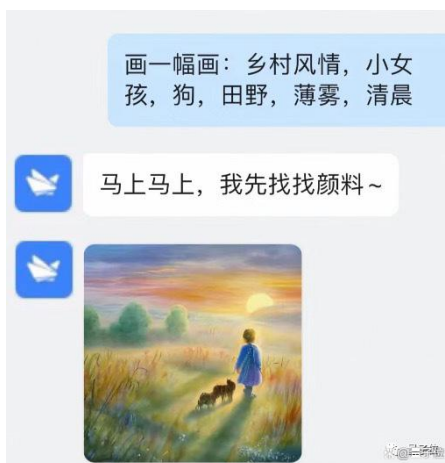 画一幅画：乡村风情，小女
孩，狗，田野，薄雾，清晨
马上马上，我先找找颜料~